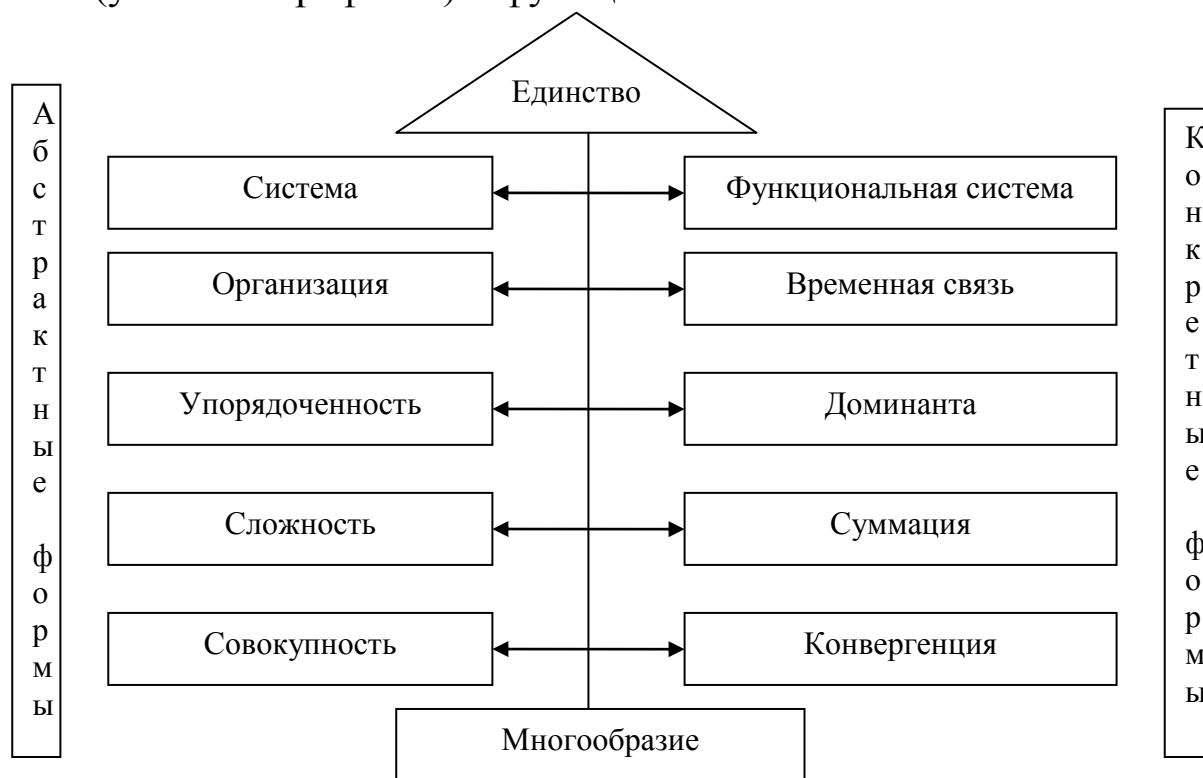 Единство
Абстрактные формы
Конкретные формы
Система
Функциональная система
Организация
Временная связь
Упорядоченность
Доминанта
Сложность
Суммация
Совокупность
Конвергенция
Многообразие